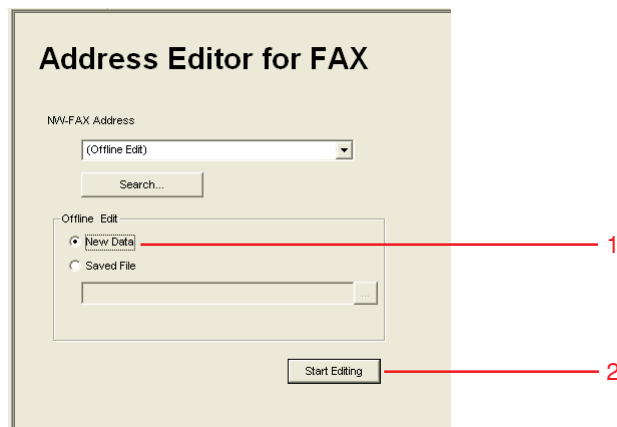 Address Editor for FAX
NW-FAX Address
(Offline Edit)
Search...
Offline Edit
New Data
1
Saved File
...
Start Editing
2